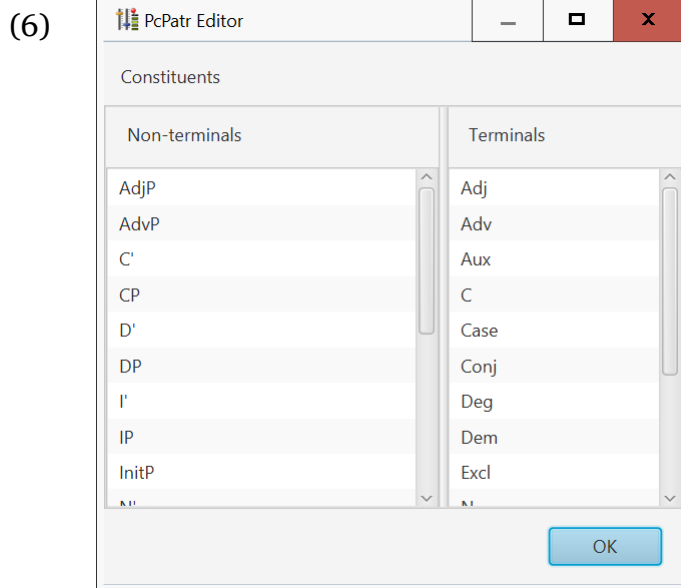 (6)
PcPatr Editor
Constituents
Non-terminals Terminals
AdjP Adj
AdvP Adv
C' Aux
CP C
D' Case
DP Conj
I' Deg
IP Dem
InitP Excl
OK